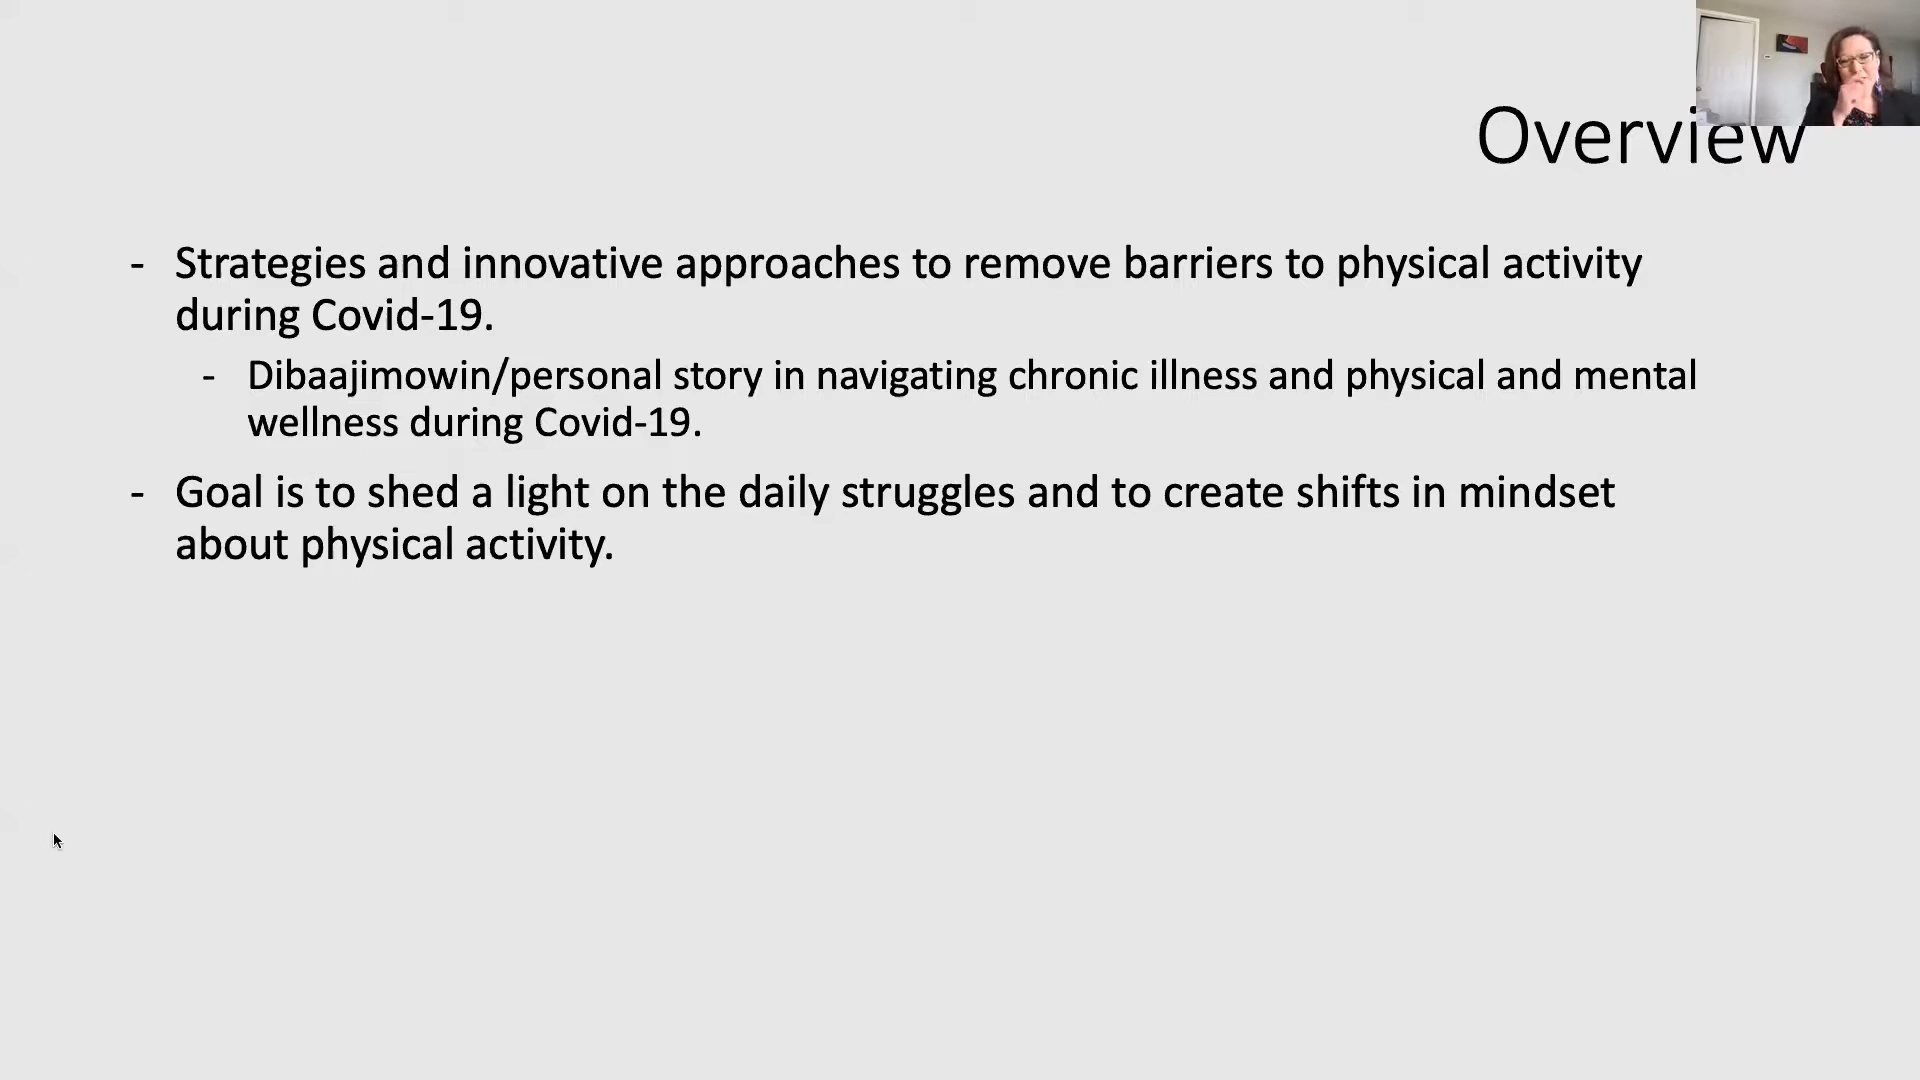 Overview
- Strategies and innovative approaches to remove barriers to physical activity
during Covid-19.
- Dibaajimowin/personal story in navigating chronic illness and physical and mental
wellness during Covid-19.
- Goal is to shed a light on the daily struggles and to create shifts in mindset
about physical activity.